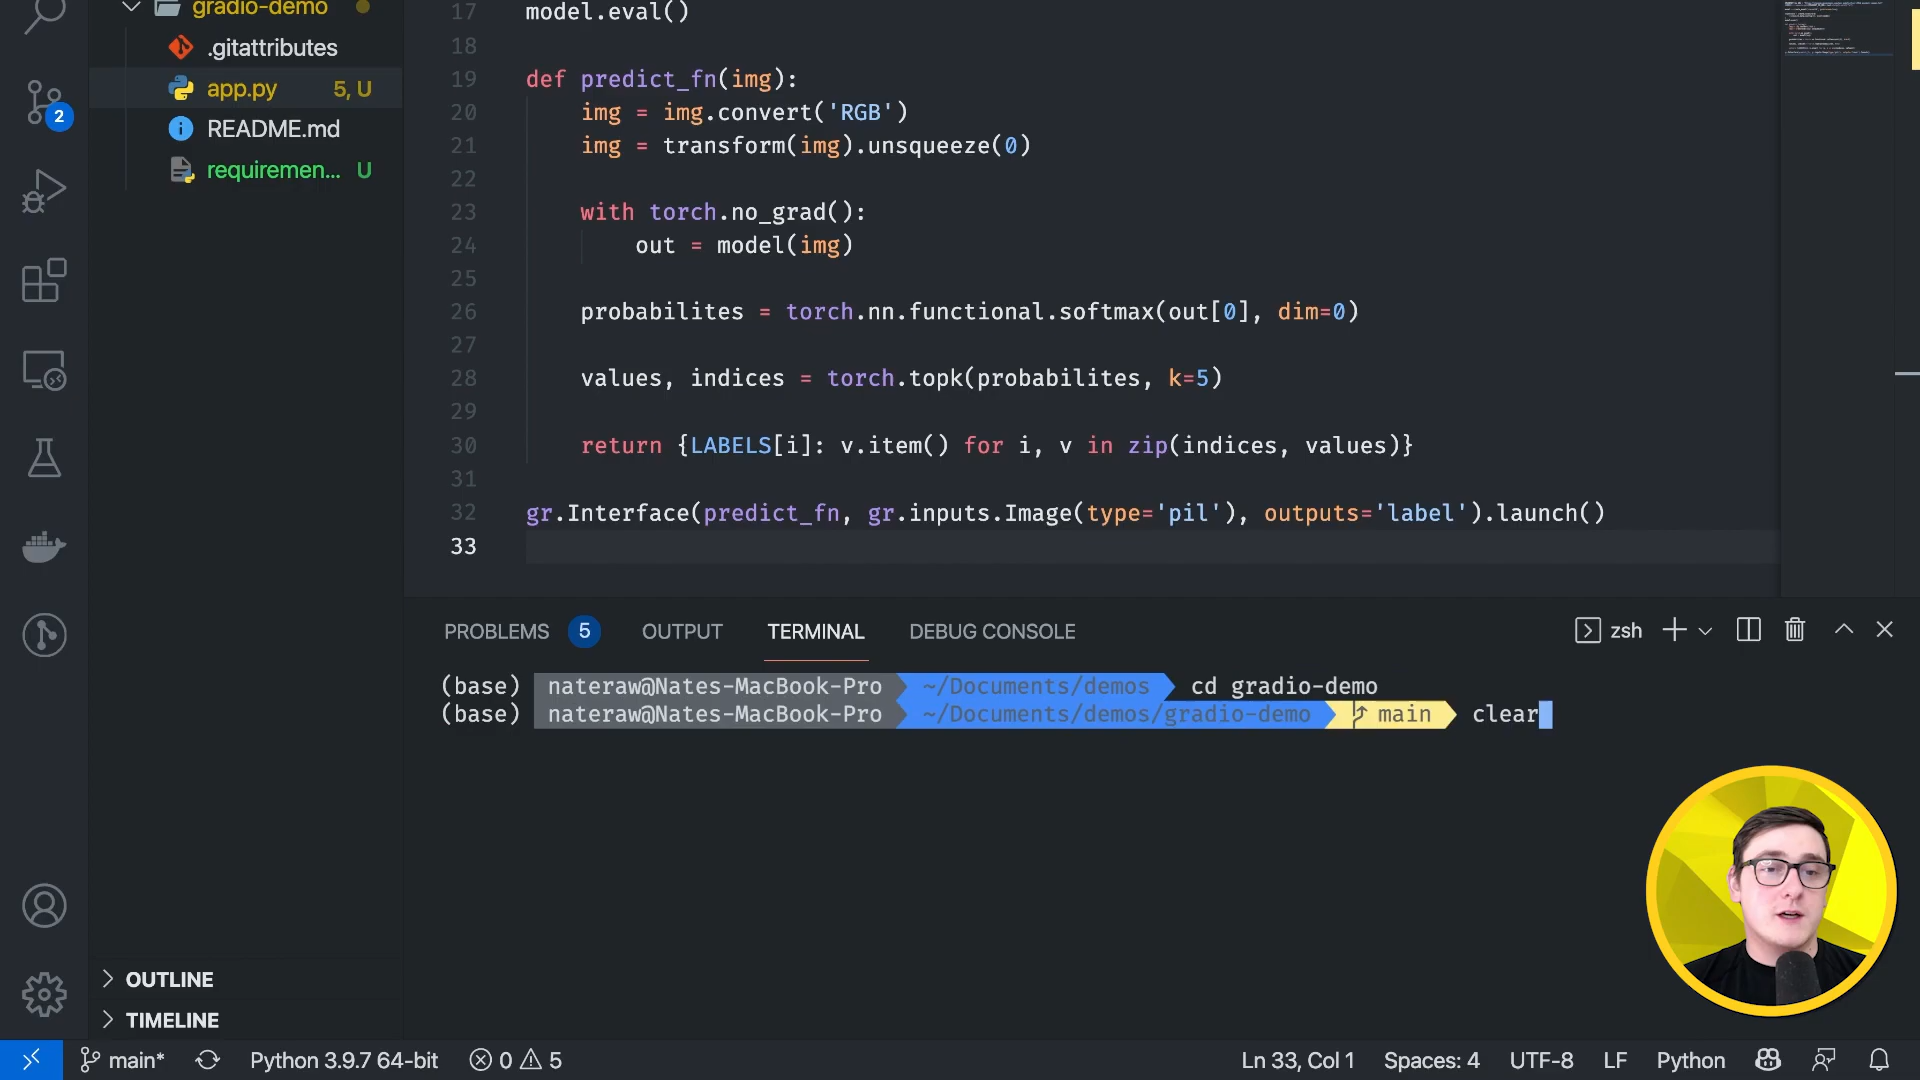 gradio-demo
.gitattributes
app.py 5, U
README.md
requiremen... U
2
17 model.eval()
18
19 def predict_fn(img):
20 img = img.convert('RGB')
21 img = transform(img).unsqueeze(0)
22
23 with torch.no_grad():
24 out = model(img)
25
26 probabilites = torch.nn.functional.softmax(out[0], dim=0)
27
28 values, indices = torch.topk(probabilites, k=5)
29
30 return {LABELS[i]: v.item() for i, v in zip(indices, values)}
31
32 gr.Interface(predict_fn, gr.inputs.Image(type='pil'), outputs='label').launch()
33
PROBLEMS 5 OUTPUT TERMINAL DEBUG CONSOLE zsh
(base) nateraw@Nates-MacBook-Pro ~/Documents/demos cd gradio-demo
(base) nateraw@Nates-MacBook-Pro ~/Documents/demos/gradio-demo main clear
OUTLINE
TIMELINE
main* Python 3.9.7 64-bit 0 5 Ln 33, Col 1 Spaces: 4 UTF-8 LF Python